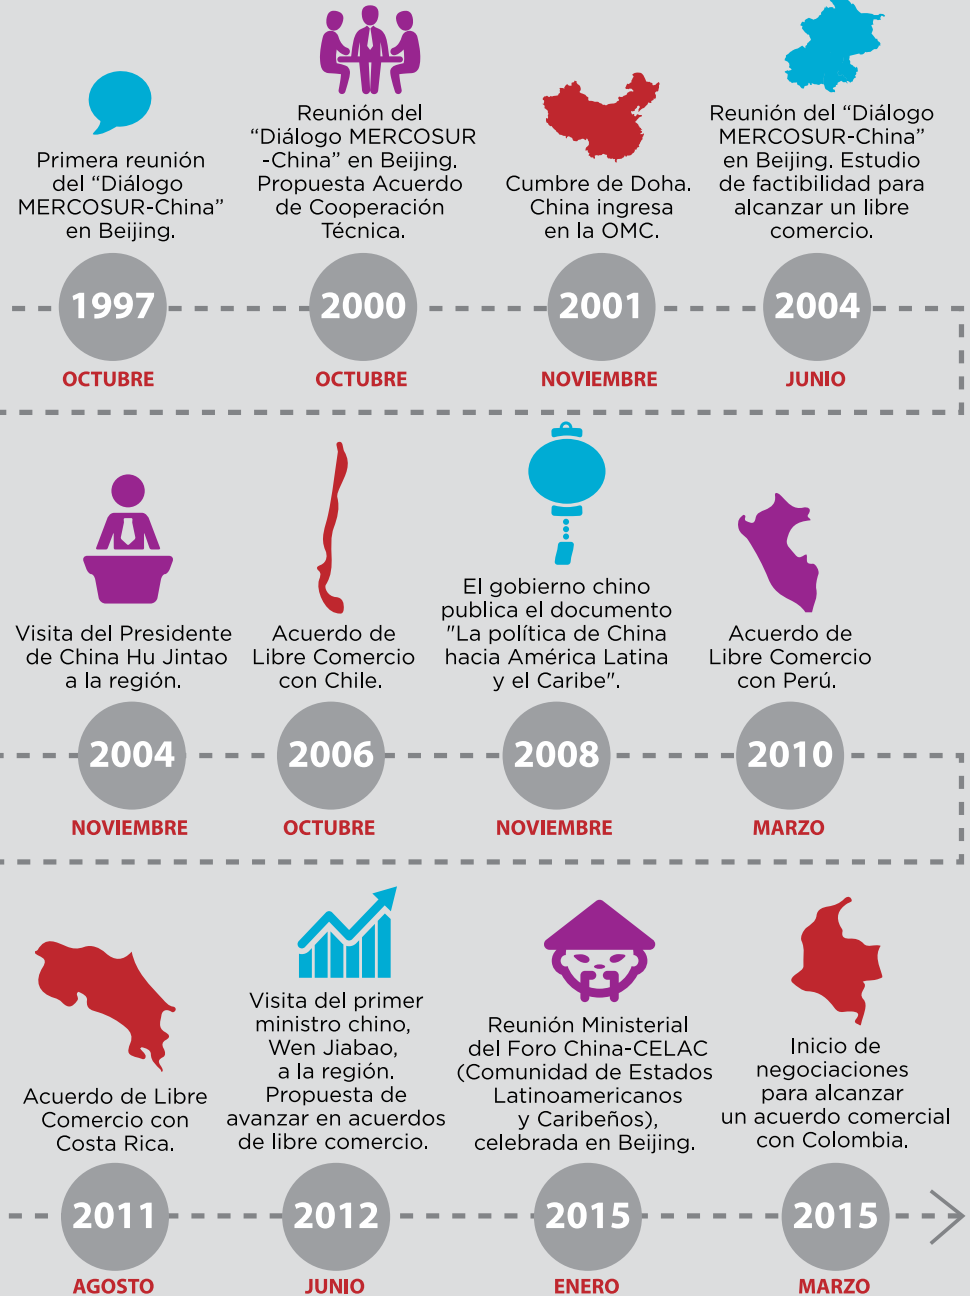 Primera reunión
del “Diálogo
MERCOSUR-China”
en Beijing.
1997
OCTUBRE
Reunión del
“Diálogo MERCOSUR
-China” en Beijing.
Propuesta Acuerdo
de Cooperación
Técnica.
2000
OCTUBRE
Cumbre de Doha.
China ingresa
en la OMC.
2001
NOVIEMBRE
Reunión del “Diálogo
MERCOSUR-China”
en Beijing. Estudio
de factibilidad para
alcanzar un libre
comercio.
2004
JUNIO
Visita del Presidente
de China Hu Jintao
a la región.
2004
NOVIEMBRE
Acuerdo de
Libre Comercio
con Chile.
2006
OCTUBRE
El gobierno chino
publica el documento
"La política de China
hacia América Latina
y el Caribe".
2008
NOVIEMBRE
Acuerdo de
Libre Comercio
con Perú.
2010
MARZO
Acuerdo de Libre
Comercio con
Costa Rica.
2011
AGOSTO
Visita del primer
ministro chino,
Wen Jiabao,
a la región.
Propuesta de
avanzar en acuerdos
de libre comercio.
2012
JUNIO
Reunión Ministerial
del Foro China-CELAC
(Comunidad de Estados
Latinoamericanos
y Caribeños),
celebrada en Beijing.
2015
ENERO
Inicio de
negociaciones
para alcanzar
un acuerdo comercial
con Colombia.
2015
MARZO